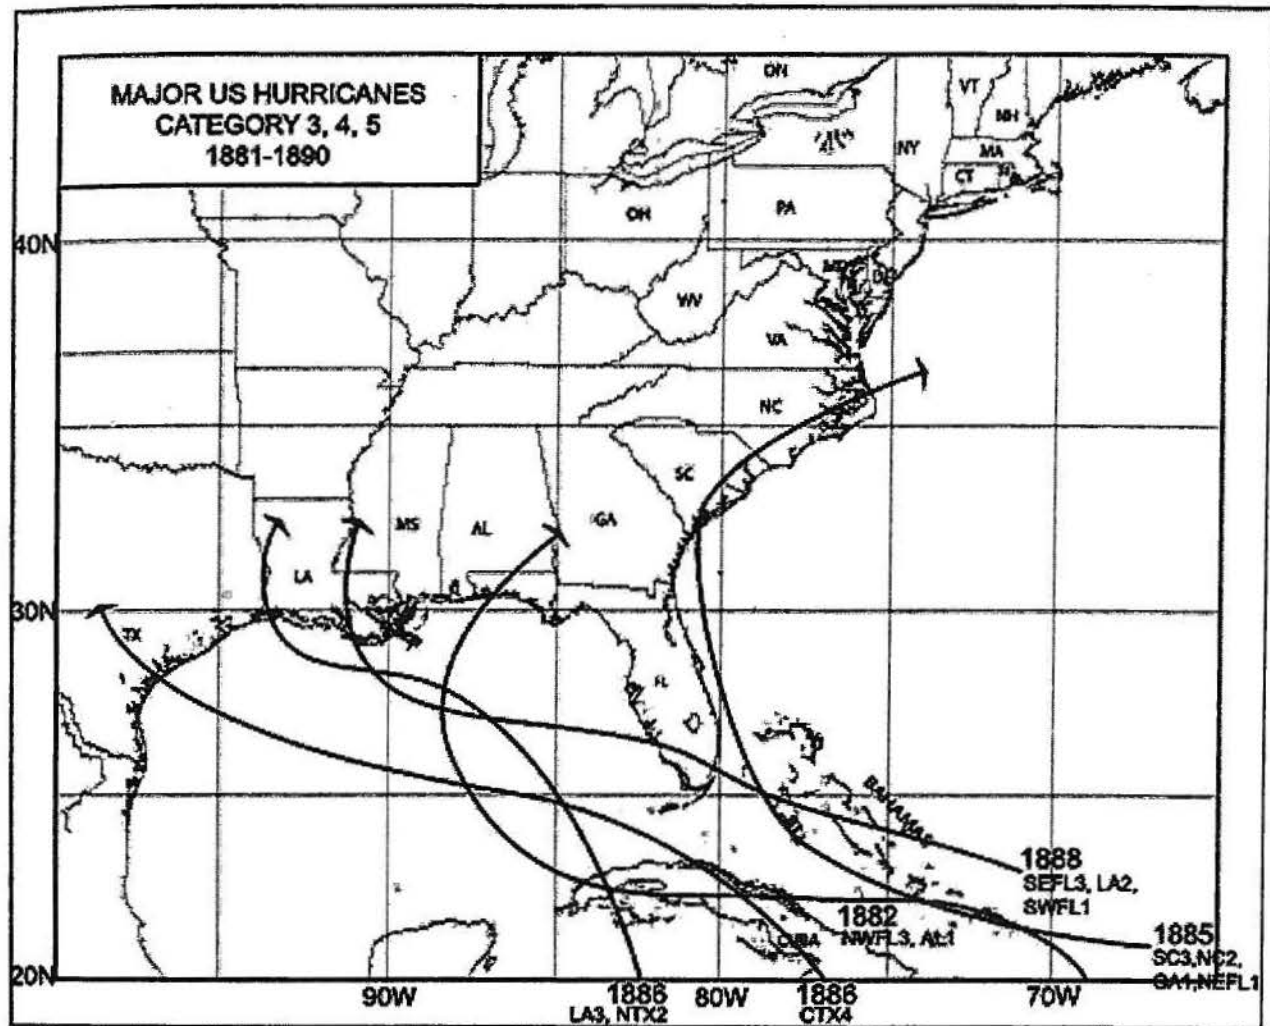 MAJOR US HURRICANES
CATEGORY 3, 4, 5
1881-1890
ON
VT
NH
NY
MA
CT
RI
OH
PA
40N
MD
DE
WV
VA
NC
SC
MS
AL
GA
LA
30N
TX
FL
BAHAMAS
1888
SEFL3, LA2,
SWFL1
1882
NWFL3, AL1
CUBA
1885
SC3,NC2,
GA1,NEFL1
20N
90W
1886
LA3, NTX2
80W
1886
CTX4
70W